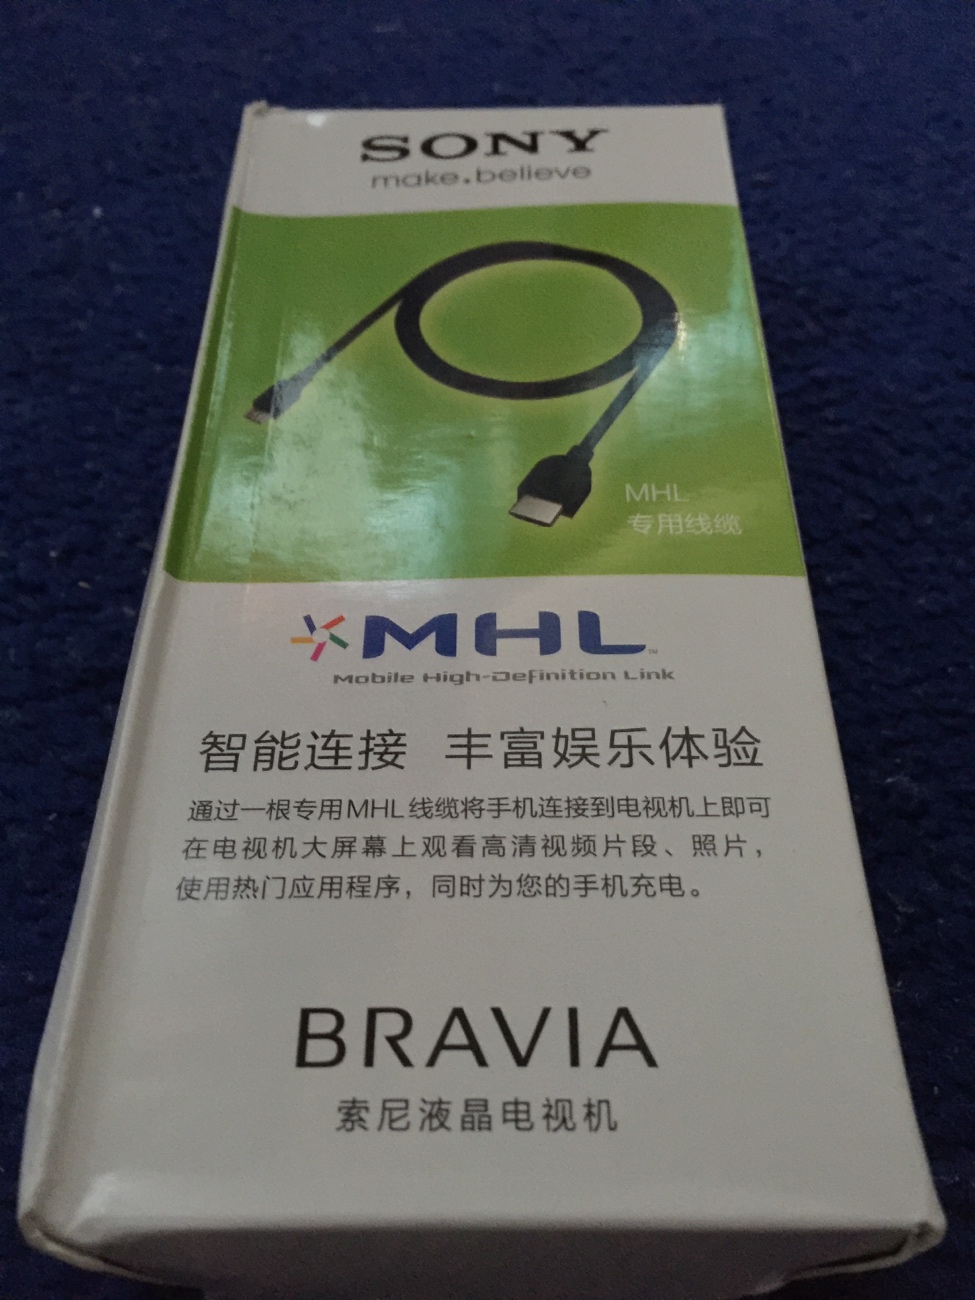 SONY
make.believe
MHL
专用线缆
MHL™
Mobile High-Definition Link
智能连接 丰富娱乐体验
通过一根专用MHL线缆将手机连接到电视机上即可
在电视机大屏幕上观看高清视频片段、照片，
使用热门应用程序，同时为您的手机充电。
BRAVIA
索尼液晶电视机